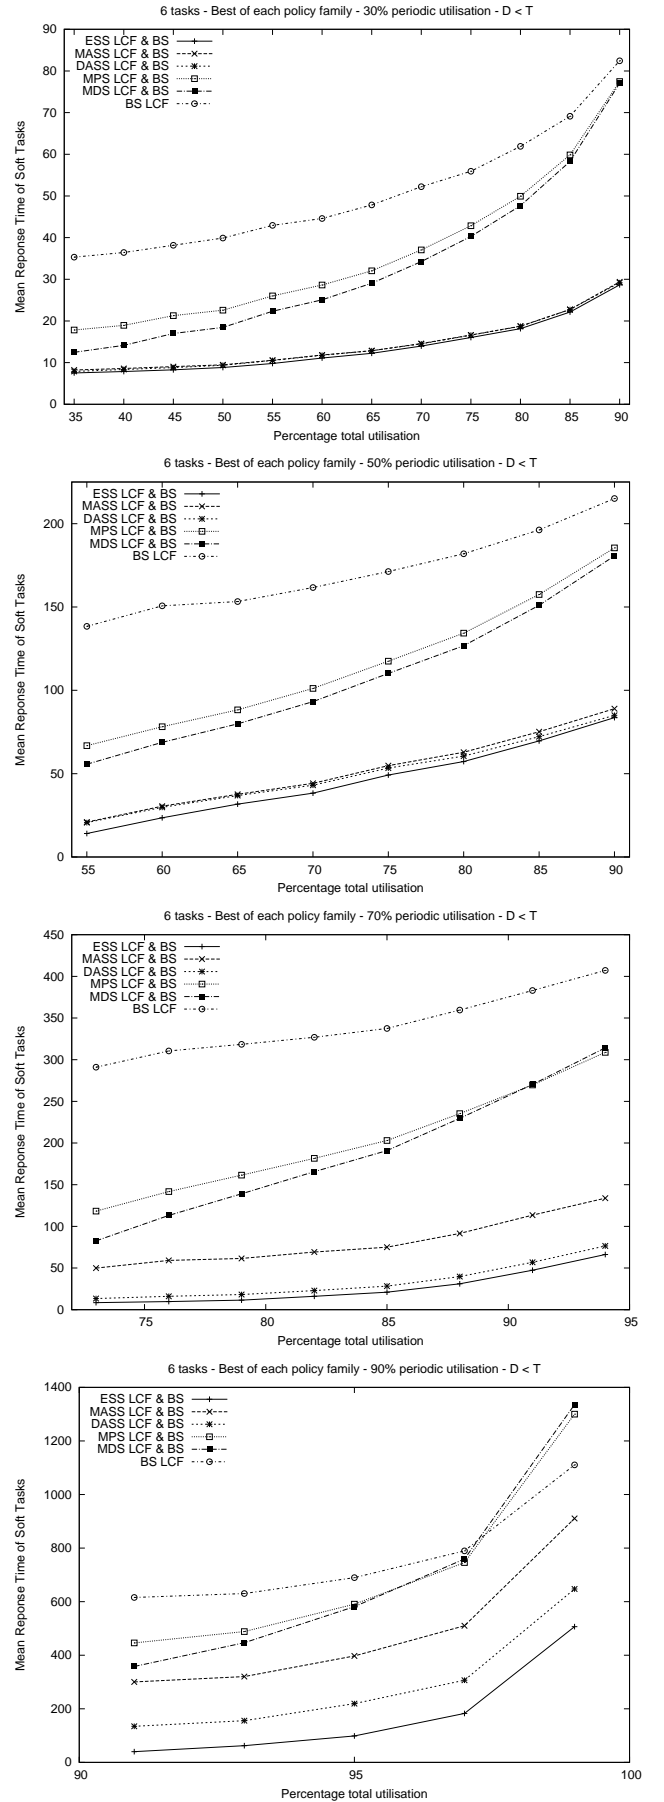 6 tasks - Best of each policy family - 30% periodic utilisation - D < T
90
80
70
60
50
40
30
20
10
0
Mean Reponse Time of Soft Tasks
ESS LCF & BS
MASS LCF & BS
DASS LCF & BS
MPS LCF & BS
MDS LCF & BS
BS LCF
35 40 45 50 55 60 65 70 75 80 85 90
Percentage total utilisation
6 tasks - Best of each policy family - 50% periodic utilisation - D < T
200
150
100
50
0
Mean Reponse Time of Soft Tasks
ESS LCF & BS
MASS LCF & BS
DASS LCF & BS
MPS LCF & BS
MDS LCF & BS
BS LCF
55 60 65 70 75 80 85 90
Percentage total utilisation
6 tasks - Best of each policy family - 70% periodic utilisation - D < T
450
400
350
300
250
200
150
100
50
0
Mean Reponse Time of Soft Tasks
ESS LCF & BS
MASS LCF & BS
DASS LCF & BS
MPS LCF & BS
MDS LCF & BS
BS LCF
75 80 85 90 95
Percentage total utilisation
6 tasks - Best of each policy family - 90% periodic utilisation - D < T
1400
1200
1000
800
600
400
200
0
Mean Reponse Time of Soft Tasks
ESS LCF & BS
MASS LCF & BS
DASS LCF & BS
MPS LCF & BS
MDS LCF & BS
BS LCF
90 95 100
Percentage total utilisation